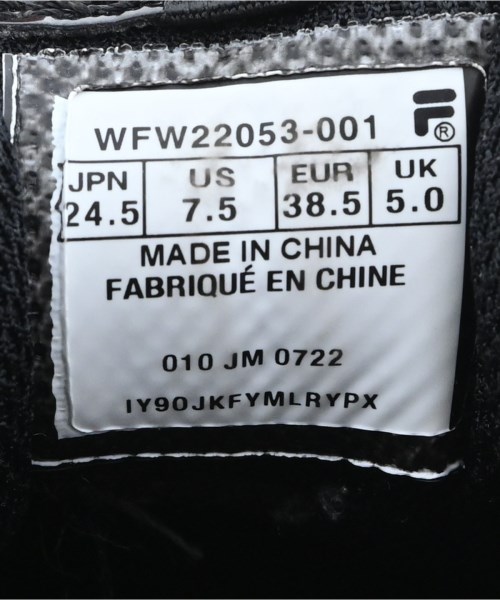 WFW22053-001
®
JPN US EUR UK
24.5 7.5 38.5 5.0
MADE IN CHINA
FABRIQUÉ EN CHINE
010 JM 0722
IY90JKFYMLRYPX